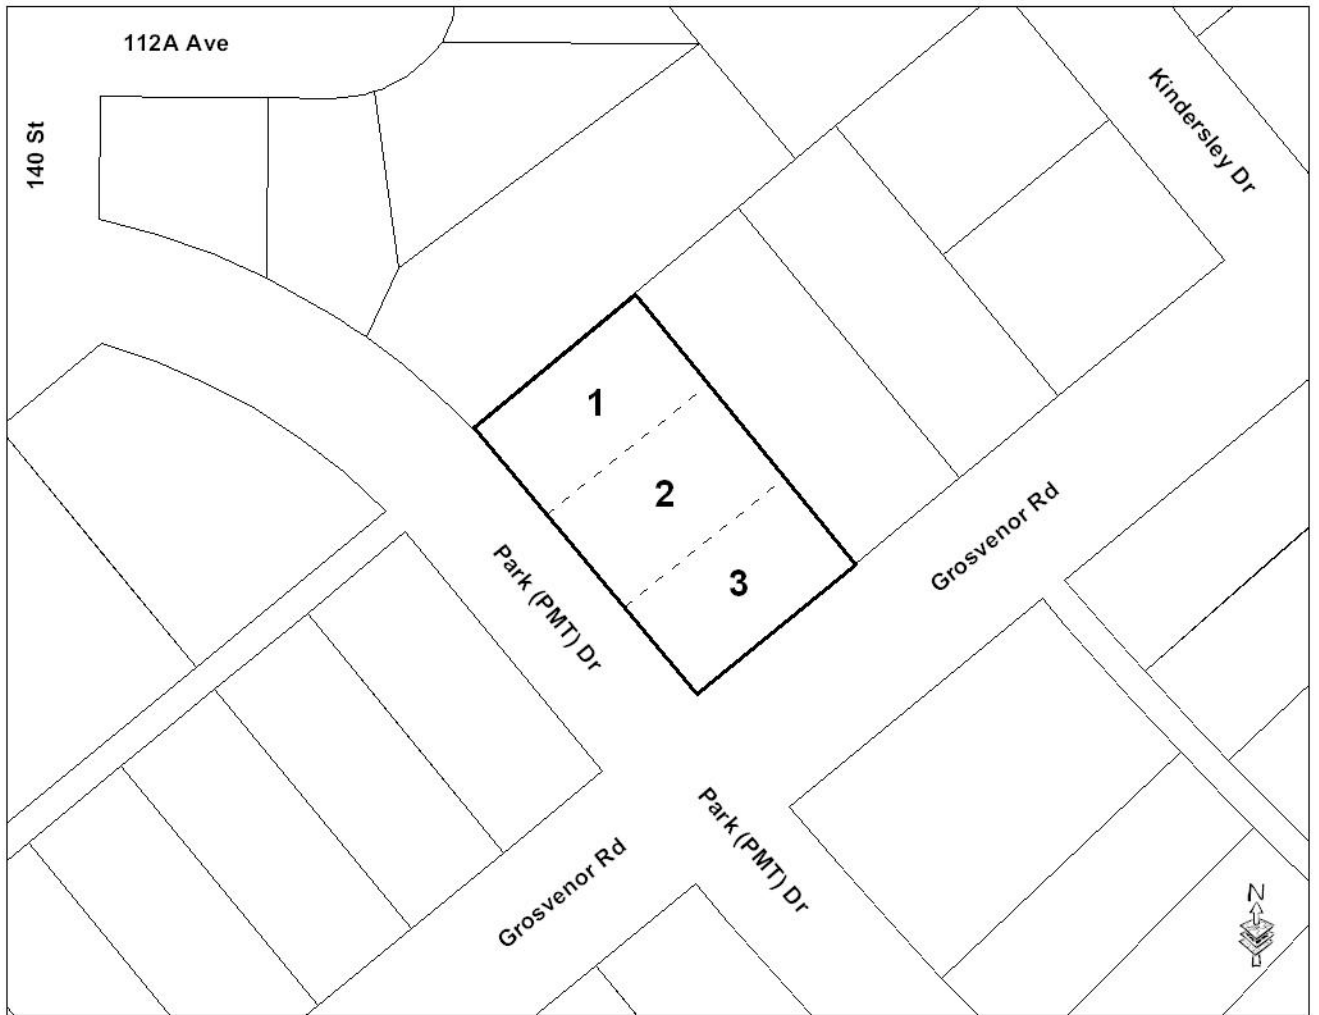 112A Ave
140 St
Kindersley Dr
1
2
3
Grosvenor Rd
Park (PMT) Dr
Park (PMT) Dr
Grosvenor Rd
N